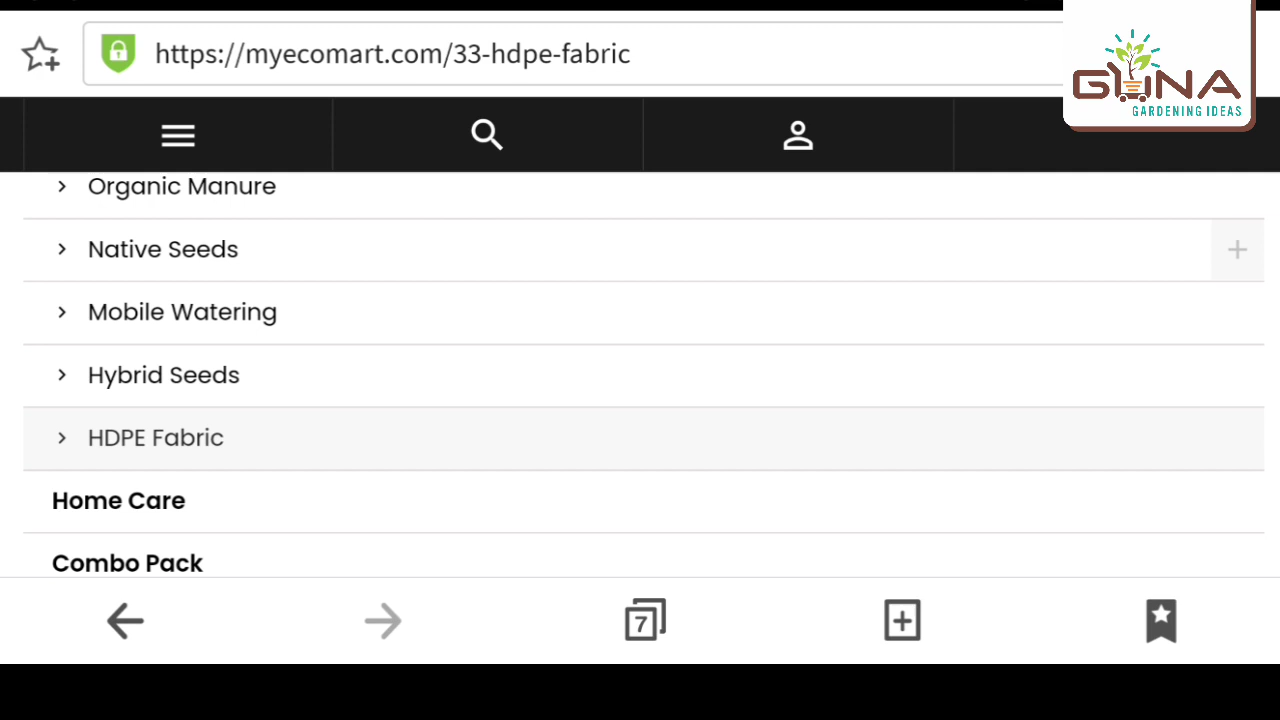 https://myecomart.com/33-hdpe-fabric
GUNA
GARDENING IDEAS
Organic Manure
Native Seeds
Mobile Watering
Hybrid Seeds
HDPE Fabric
Home Care
Combo Pack
7